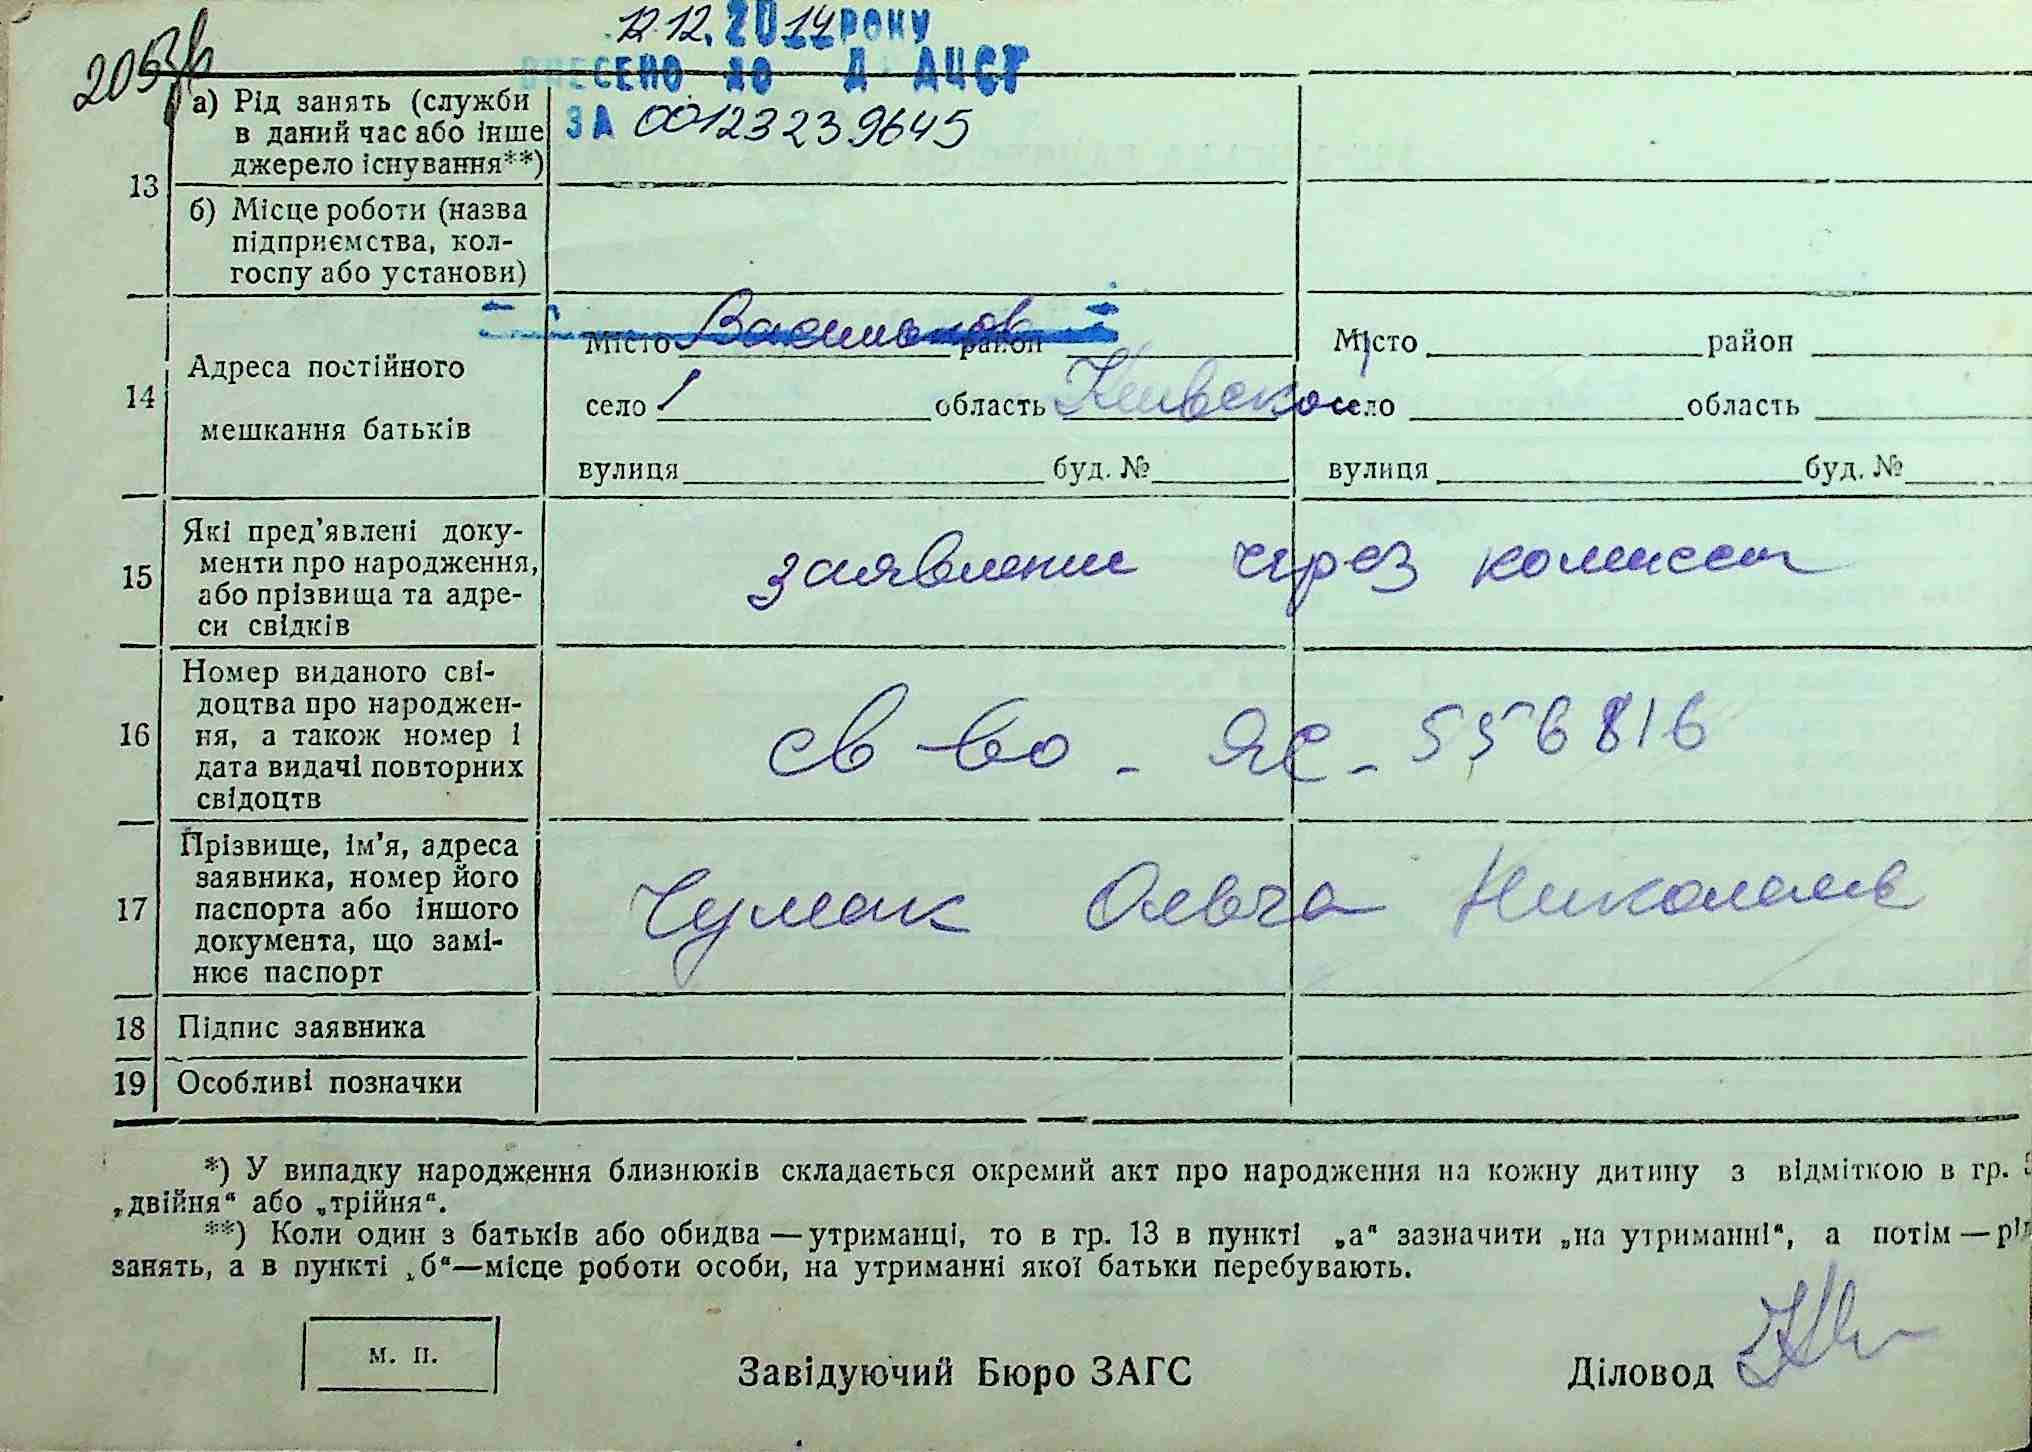 205
12.12.2014 РОКУ
ВНЕСЕНО ДО Д АЦСГ
ЗА 00123239645
13
а) Рід занять (служби
в даний час або інше
джерело існування**)
б) Місце роботи (назва
підприємства, кол-
госпу або установи)
14
Адреса постійного
мешкання батьків
Місто Васильков район
село область Киевской
вулиця буд. №
Місто район
село область
вулиця буд. №
15
Які пред’явлені доку-
менти про народження,
або прізвища та адре-
си свідків
заявлении через комиссии
16
Номер виданого сві-
доцтва про народжен-
ня, а також номер і
дата видачі повторних
свідоцтв
св-во - ЯС - 556816
17
Прізвище, ім’я, адреса
заявника, номер його
паспорта або іншого
документа, що замі-
нює паспорт
Чумак Ольга Николаев
18
Підпис заявника
19
Особливі позначки
*) У випадку народження близнюків складається окремий акт про народження на кожну дитину з відміткою в гр. 5
„двійня“ або „трійня“.
**) Коли один з батьків або обидва — утриманці, то в гр. 13 в пункті „а“ зазначити „на утриманні“, а потім — рід
занять, а в пункті „б“—місце роботи особи, на утриманні якої батьки перебувають.
м. п.
Завідуючий Бюро ЗАГС
Діловод